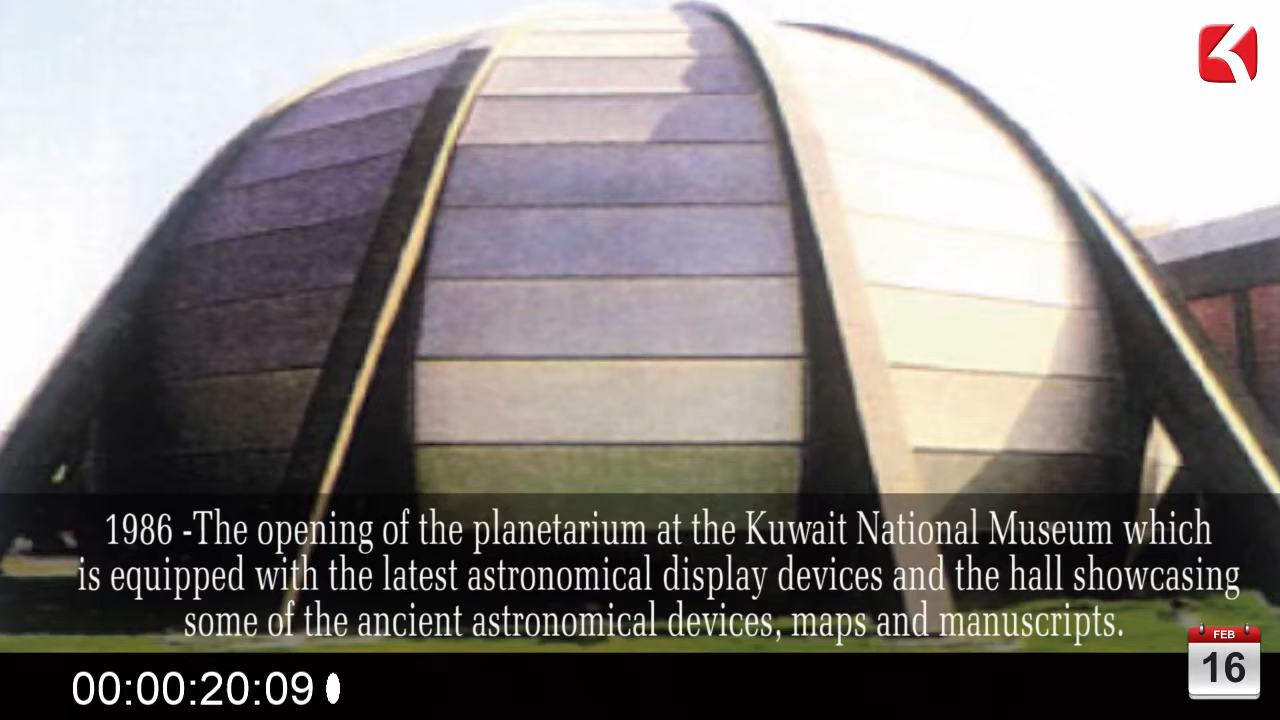 1986 -The opening of the planetarium at the Kuwait National Museum which
is equipped with the latest astronomical display devices and the hall showcasing
some of the ancient astronomical devices, maps and manuscripts.
FEB
16
00:00:20:09